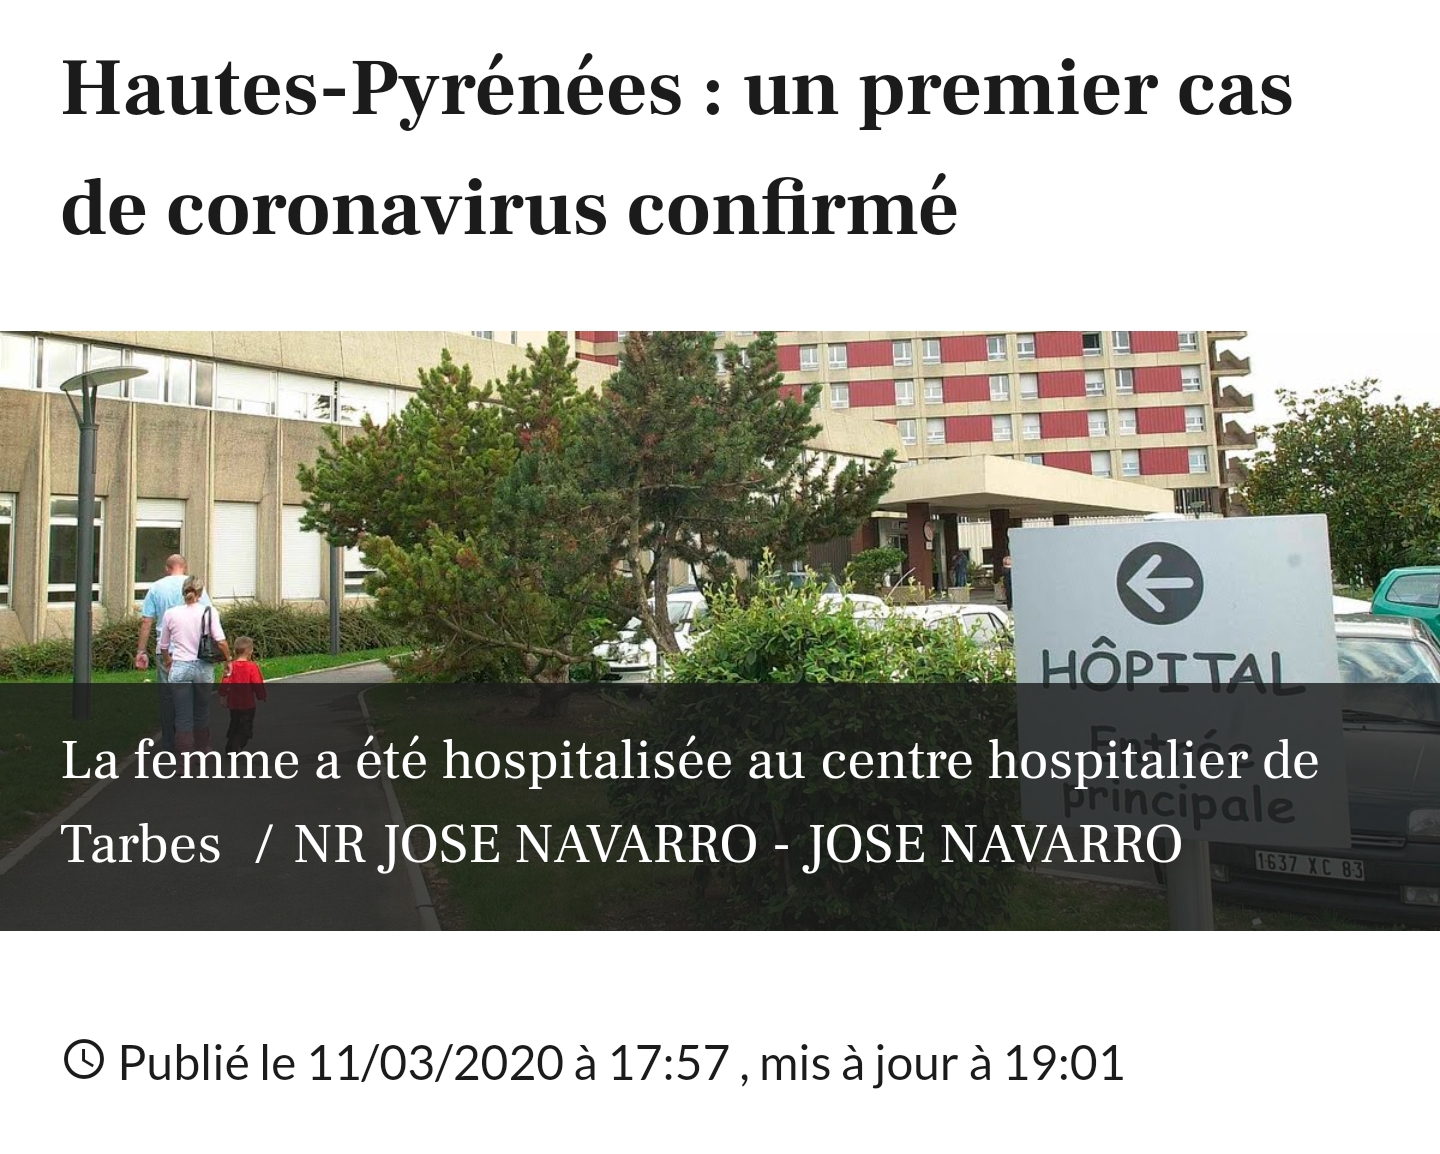 Hautes-Pyrénées : un premier cas
de coronavirus confirmé
HÔPITAL
Entrée
principale
La femme a été hospitalisée au centre hospitalier de
Tarbes / NR JOSE NAVARRO - JOSE NAVARRO
1637 XC 83
Publié le 11/03/2020 à 17:57 , mis à jour à 19:01